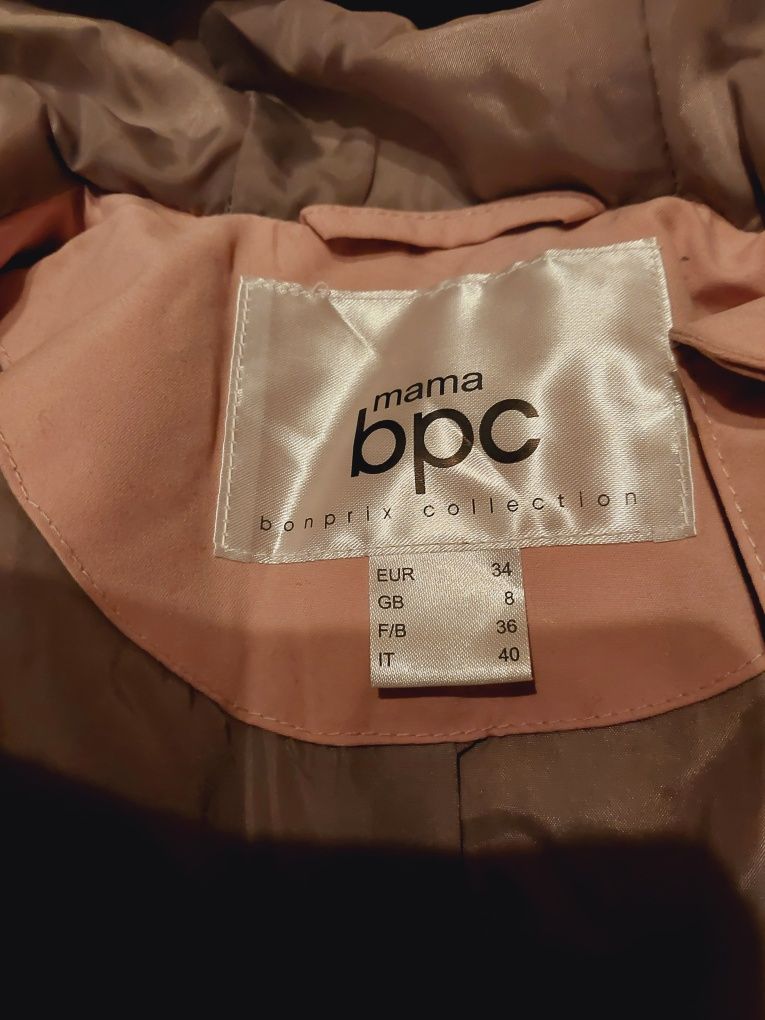 mama
bpc
bonprix collection
EUR 34
GB 8
F/B 36
IT 40